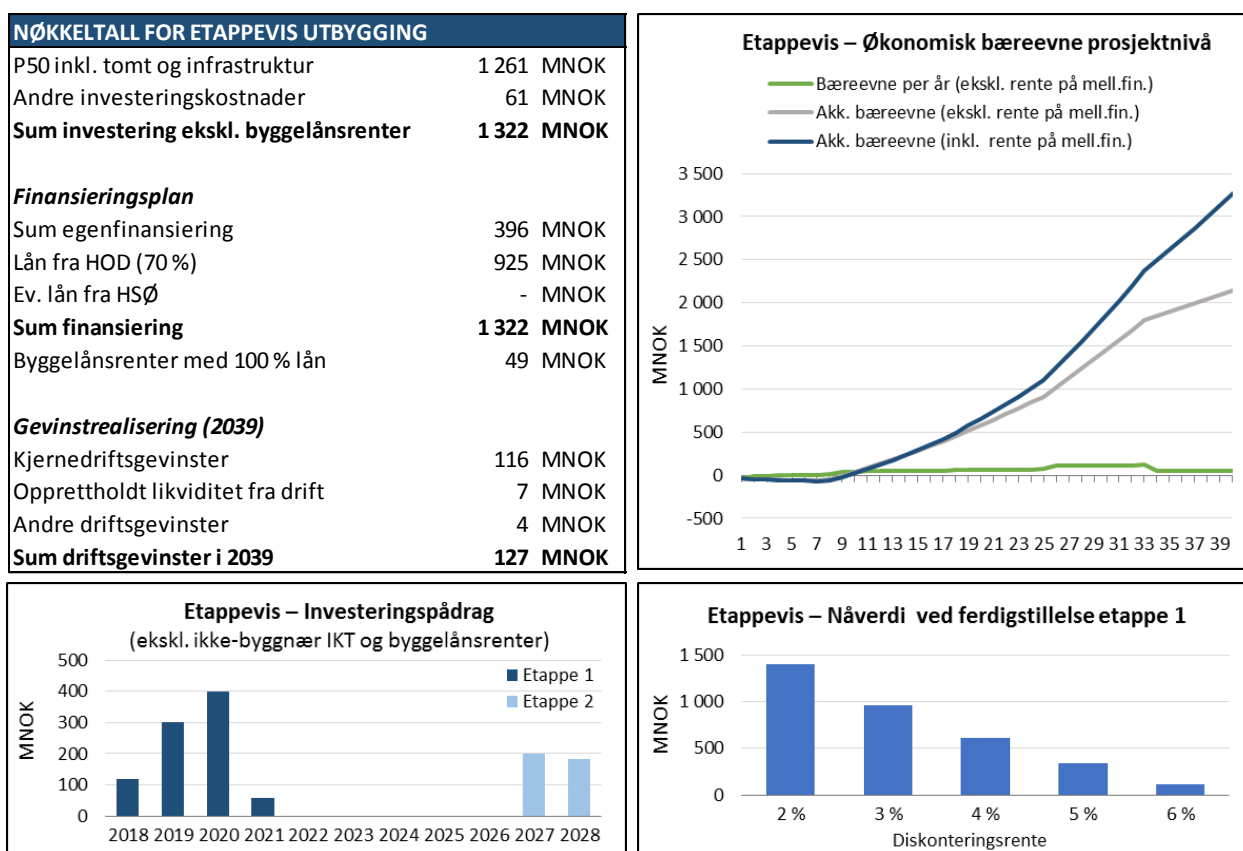 NØKKELTALL FOR ETAPPEVIS UTBYGGING
P50 inkl. tomt og infrastruktur 1 261 MNOK
Andre investeringskostnader 61 MNOK
Sum investering ekskl. byggelånsrenter 1 322 MNOK
Finansieringsplan
Sum egenfinansiering 396 MNOK
Lån fra HOD (70 %) 925 MNOK
Ev. lån fra HSØ - MNOK
Sum finansiering 1 322 MNOK
Byggelånsrenter med 100 % lån 49 MNOK
Gevinstrealisering (2039)
Kjernedriftsgevinster 116 MNOK
Opprettholdt likviditet fra drift 7 MNOK
Andre driftsgevinster 4 MNOK
Sum driftsgevinster i 2039 127 MNOK
Etappevis – Økonomisk bæreevne prosjektnivå
Bæreevne per år (ekskl. rente på mell.fin.)
Akk. bæreevne (ekskl. rente på mell.fin.)
Akk. bæreevne (inkl. rente på mell.fin.)
MNOK
3 500
3 000
2 500
2 000
1 500
1 000
500
0
-500
1 3 5 7 9 11 13 15 17 19 21 23 25 27 29 31 33 35 37 39
Etappevis – Investeringspådrag
(ekskl. ikke-byggnær IKT og byggelånsrenter)
Etappe 1
Etappe 2
MNOK
500
400
300
200
100
0
2018 2019 2020 2021 2022 2023 2024 2025 2026 2027 2028
Etappevis – Nåverdi ved ferdigstillelse etappe 1
MNOK
1 500
1 000
500
0
2 % 3 % 4 % 5 % 6 %
Diskonteringsrente